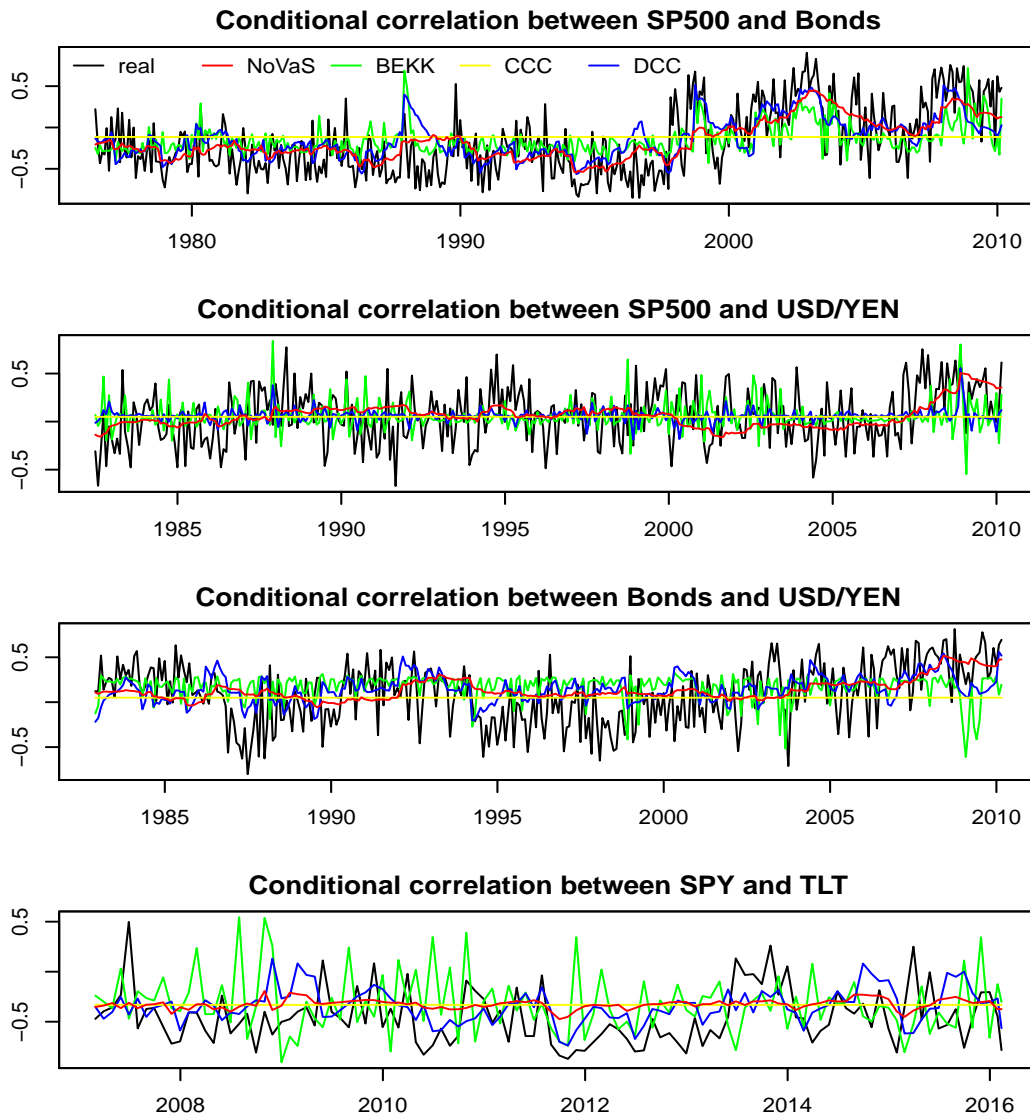 Conditional correlation between SP500 and Bonds
real NoVaS BEKK CCC DCC
0.5
−0.5
1980 1990 2000 2010
Conditional correlation between SP500 and USD/YEN
0.5
−0.5
1985 1990 1995 2000 2005 2010
Conditional correlation between Bonds and USD/YEN
0.5
−0.5
1985 1990 1995 2000 2005 2010
Conditional correlation between SPY and TLT
0.5
−0.5
2008 2010 2012 2014 2016